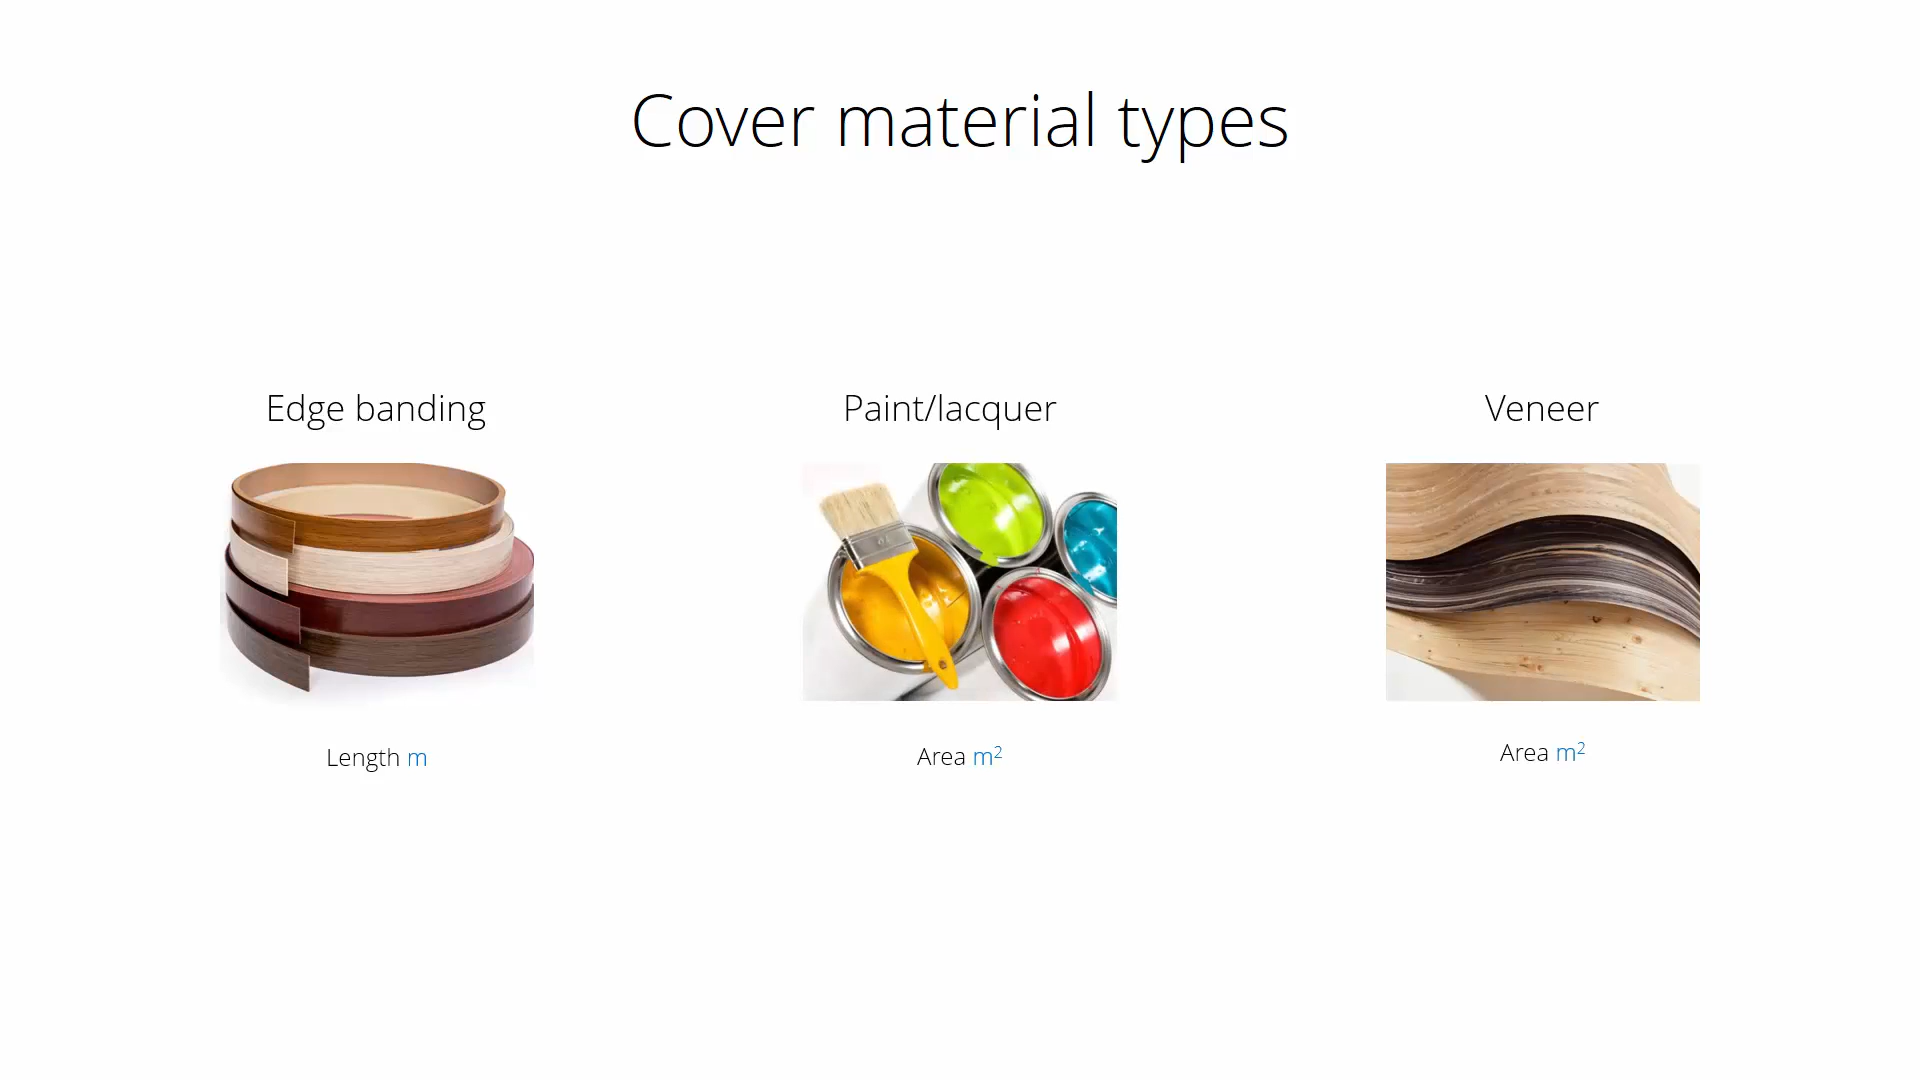 Cover material types
Edge banding
Paint/lacquer
Veneer
Length m
Area m²
Area m²